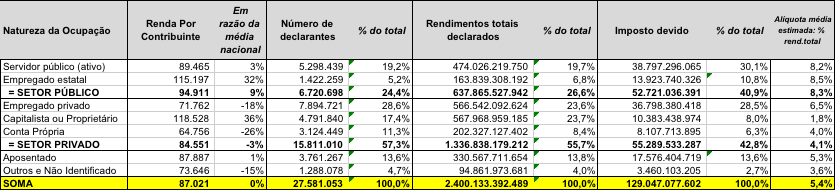 Natureza da Ocupação Renda Por Contribuinte Em razão da média nacional Número de declarantes % do total Rendimentos totais declarados % do total Imposto devido % do total Alíquota média estimada: % rend.total
Servidor público (ativo) 89.465 3% 5.298.439 19,2% 474.026.219.750 19,7% 38.797.296.065 30,1% 8,2%
Empregado estatal 115.197 32% 1.422.259 5,2% 163.839.308.192 6,8% 13.923.740.326 10,8% 8,5%
= SETOR PÚBLICO 94.911 9% 6.720.698 24,4% 637.865.527.942 26,6% 52.721.036.391 40,9% 8,3%
Empregado privado 71.762 -18% 7.894.721 28,6% 566.542.092.624 23,6% 36.798.380.418 28,5% 6,5%
Capitalista ou Proprietário 118.528 36% 4.791.840 17,4% 567.968.959.185 23,7% 10.383.438.974 8,0% 1,8%
Conta Própria 64.756 -26% 3.124.449 11,3% 202.327.127.402 8,4% 8.107.713.895 6,3% 4,0%
= SETOR PRIVADO 84.551 -3% 15.811.010 57,3% 1.336.838.179.212 55,7% 55.289.533.287 42,8% 4,1%
Aposentado 87.887 1% 3.761.267 13,6% 330.567.711.654 13,8% 17.576.404.719 13,6% 5,3%
Outros e Não Identificado 73.646 -15% 1.288.078 4,7% 94.861.973.681 4,0% 3.460.103.205 2,7% 3,6%
SOMA 87.021 0% 27.581.053 100,0% 2.400.133.392.489 100,0% 129.047.077.602 100,0% 5,4%